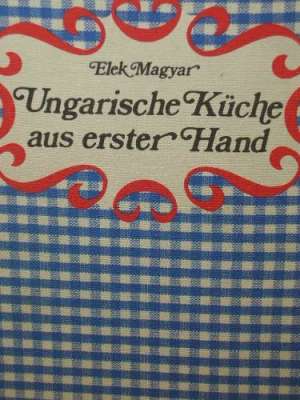 Elek Magyar
Ungarische Küche
aus erster Hand